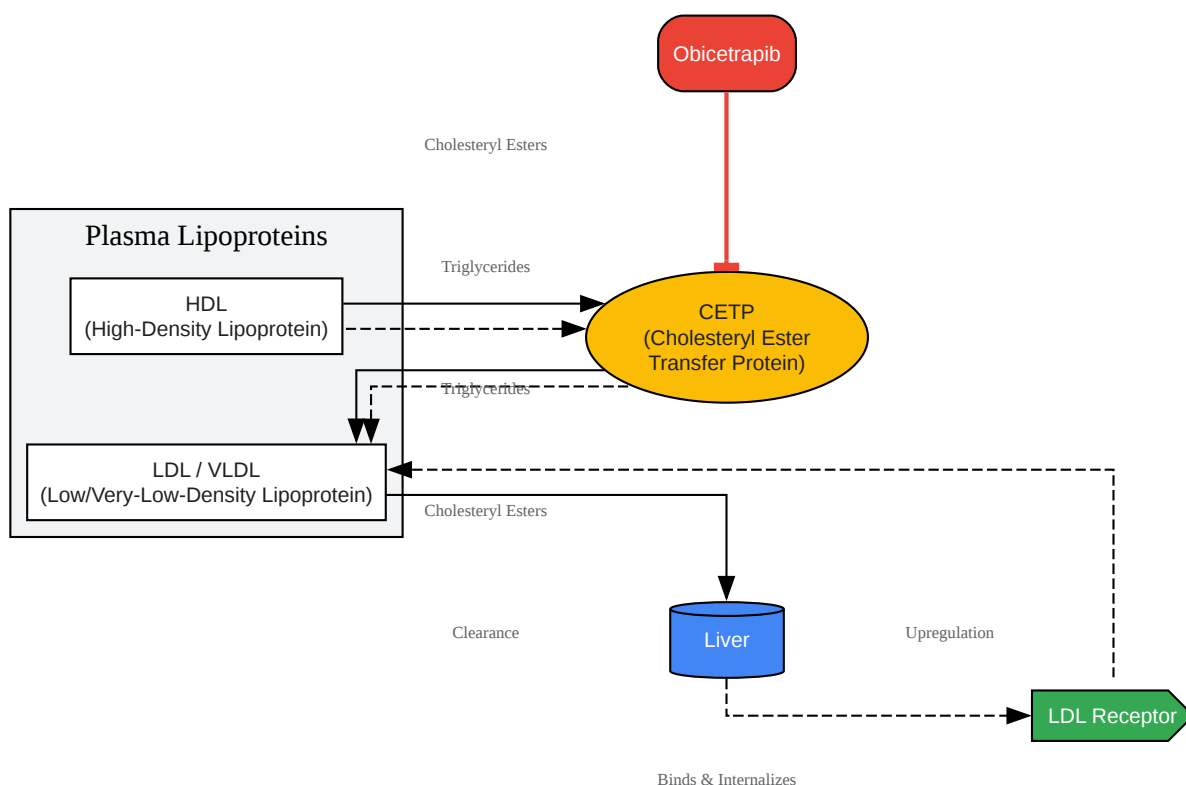 Obicetrapib
Cholesteryl Esters
Plasma Lipoproteins
Triglycerides
HDL
(High-Density Lipoprotein)
CETP
(Cholesteryl Ester
Transfer Protein)
Triglycerides
LDL / VLDL
(Low/Very-Low-Density Lipoprotein)
Cholesteryl Esters
Clearance
Liver
Upregulation
LDL Receptor
Binds & Internalizes